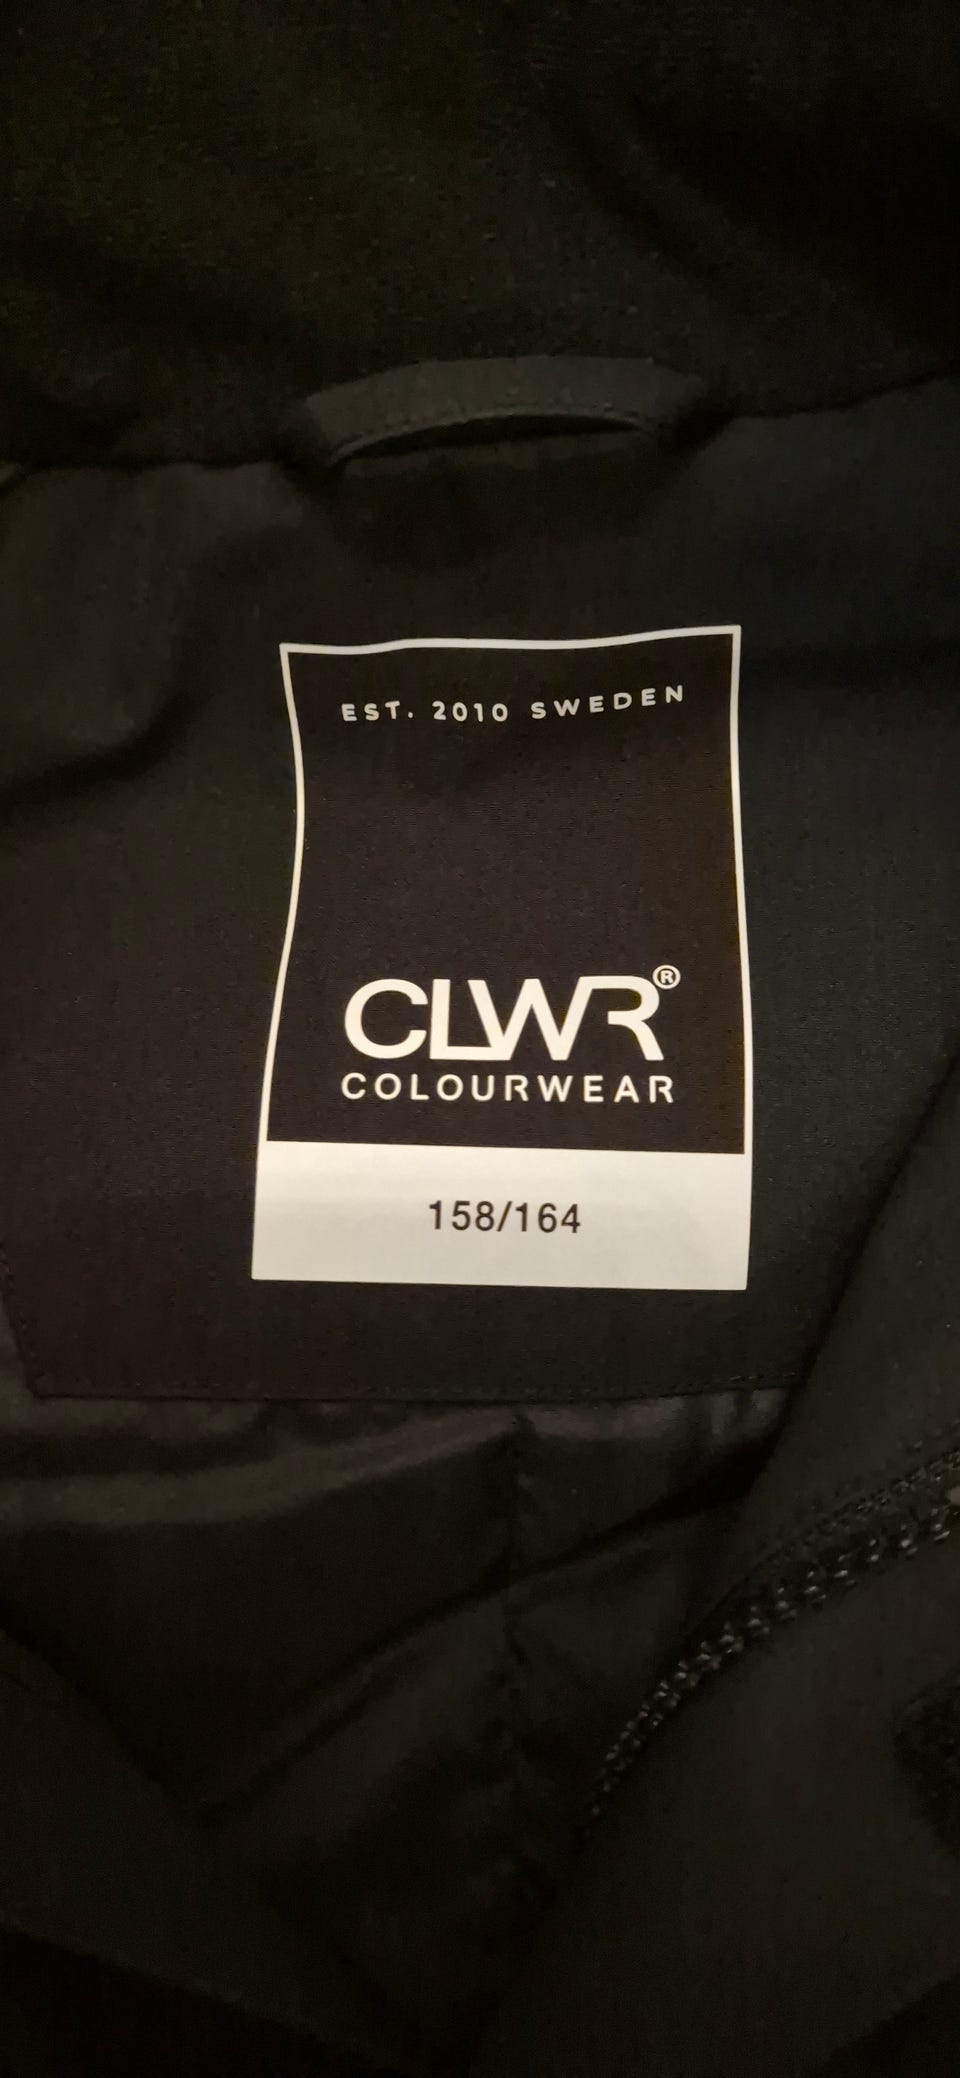 EST. 2010 SWEDEN
CLWR®
COLOURWEAR
158/164